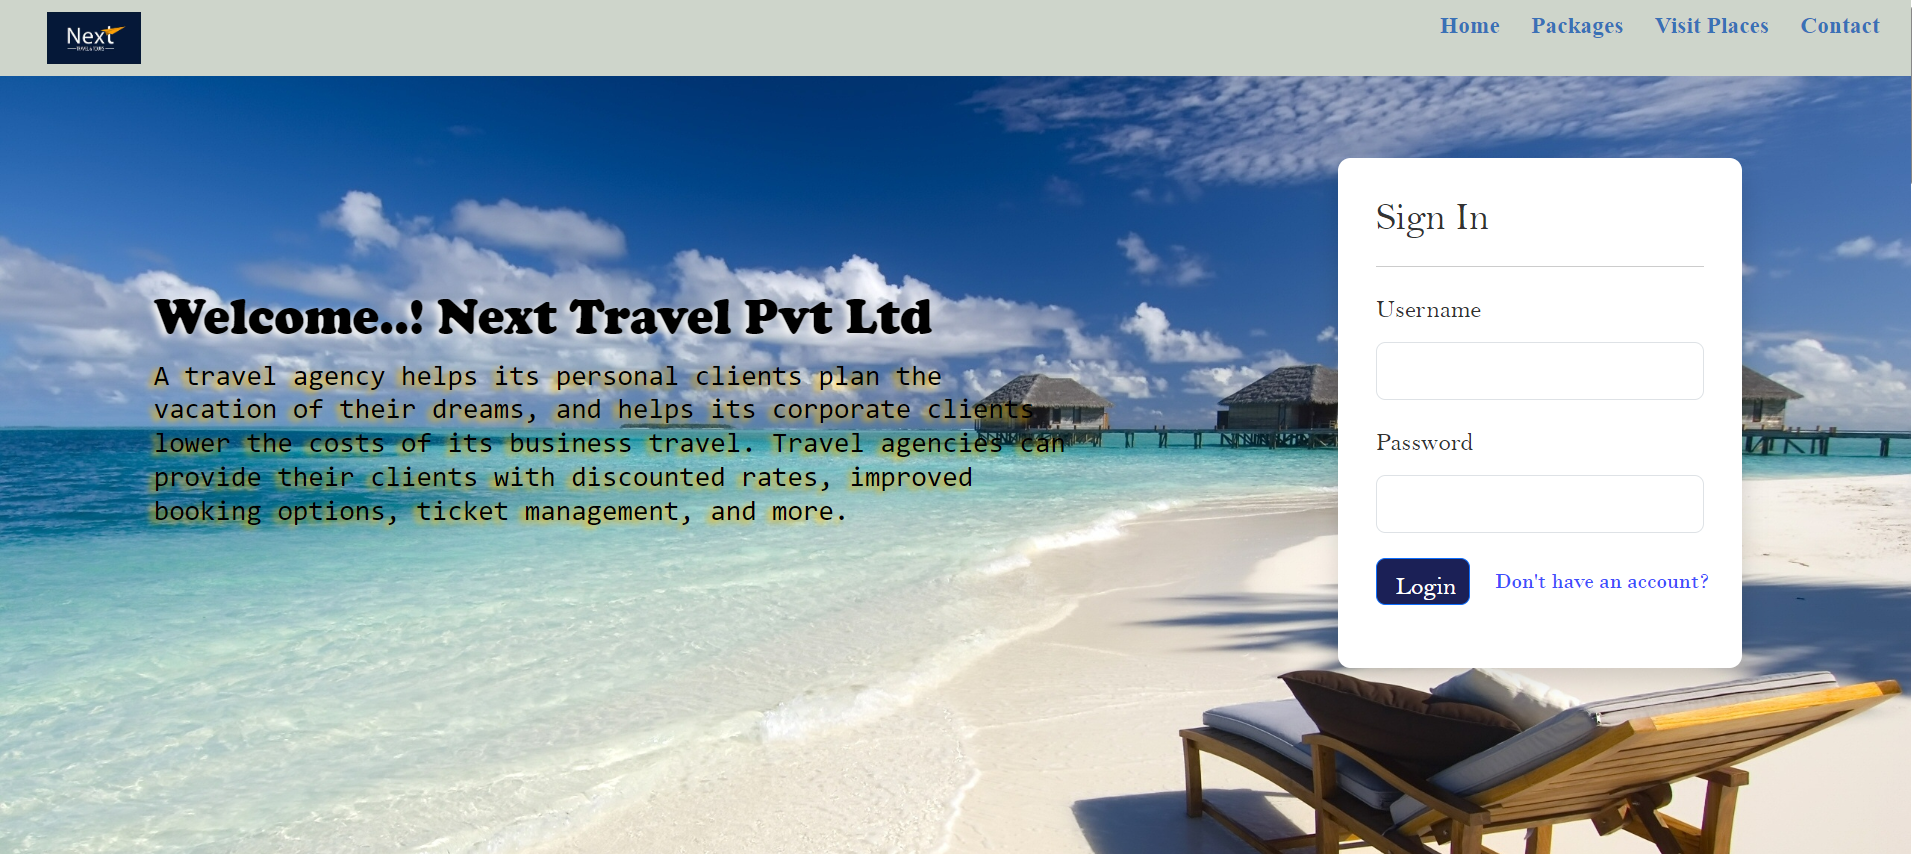 Next
TRAVEL & TOURS
Home Packages Visit Places Contact
Welcome..! Next Travel Pvt Ltd
A travel agency helps its personal clients plan the
vacation of their dreams, and helps its corporate clients
lower the costs of its business travel. Travel agencies can
provide their clients with discounted rates, improved
booking options, ticket management, and more.
Sign In
Username
Password
Login Don't have an account?